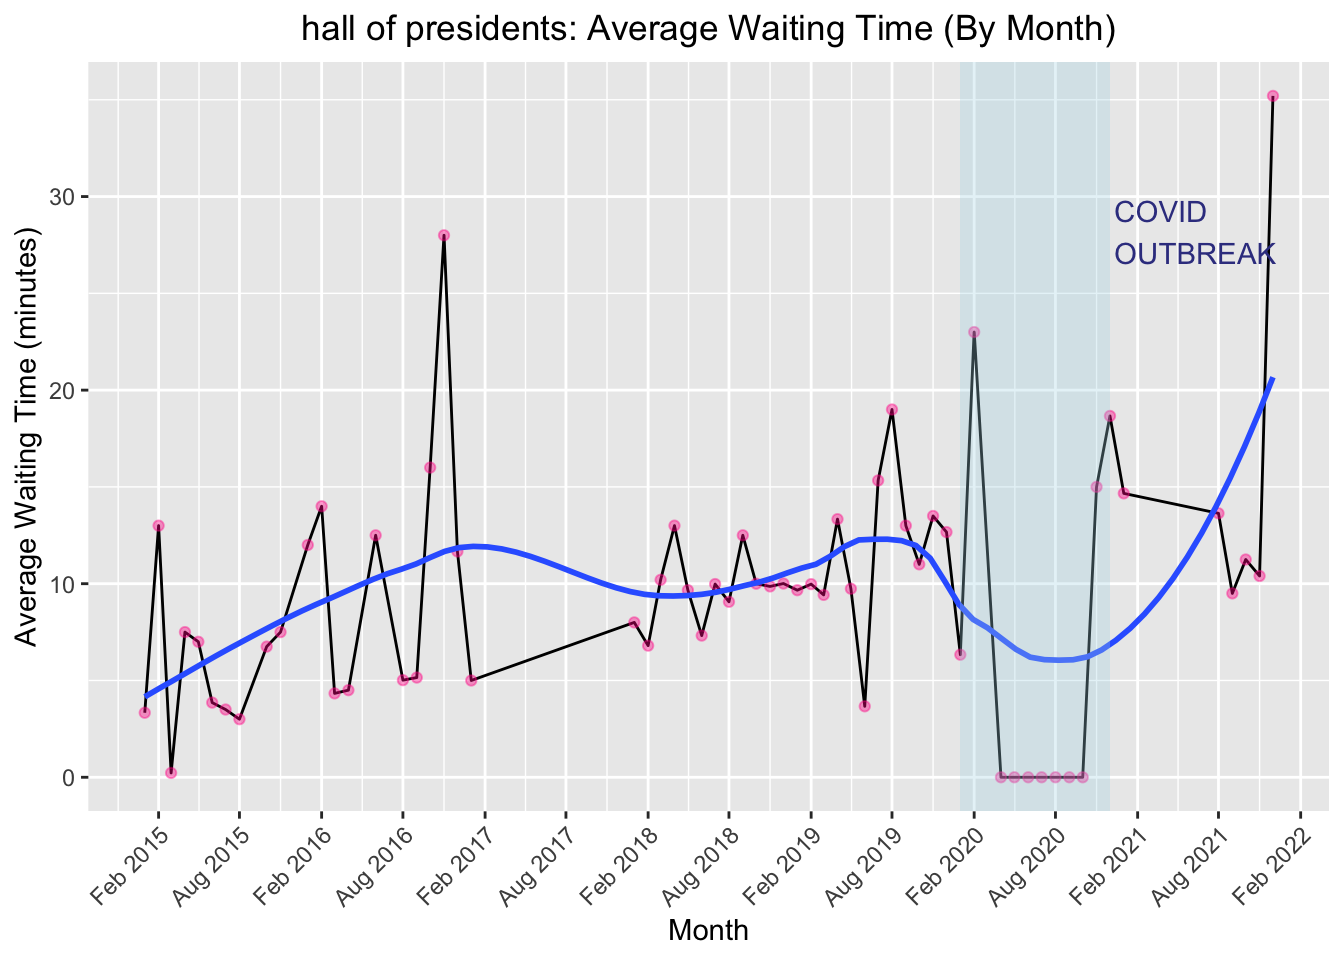 hall of presidents: Average Waiting Time (By Month)
Average Waiting Time (minutes)
30
20
10
0
COVID
OUTBREAK
Feb 2015
Aug 2015
Feb 2016
Aug 2016
Feb 2017
Aug 2017
Feb 2018
Aug 2018
Feb 2019
Aug 2019
Feb 2020
Aug 2020
Feb 2021
Aug 2021
Feb 2022
Month